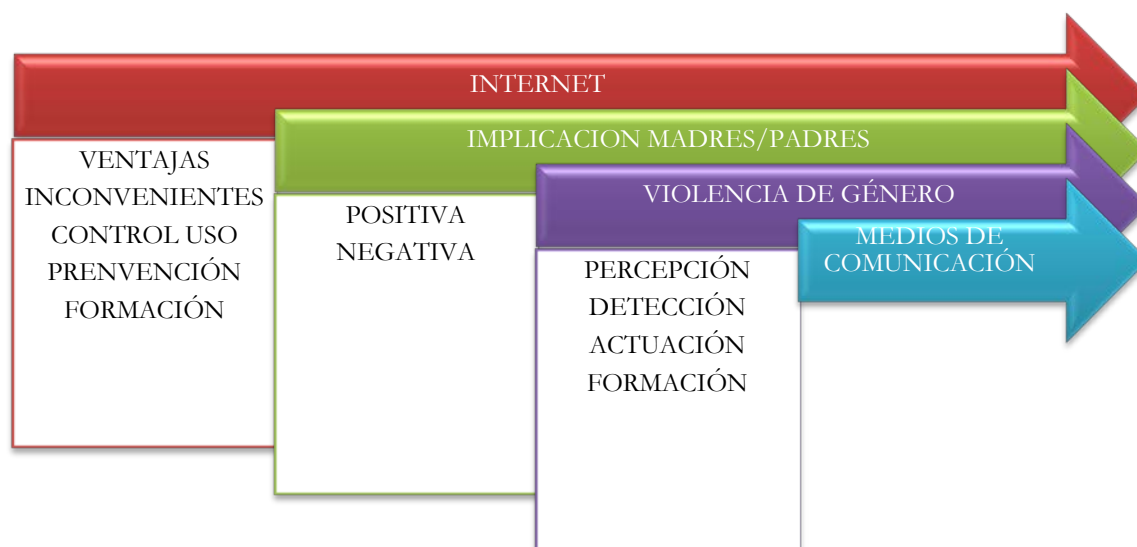 INTERNET
VENTAJAS
INCONVENIENTES
CONTROL USO
PRENVENCIÓN
FORMACIÓN
IMPLICACION MADRES/PADRES
POSITIVA
NEGATIVA
VIOLENCIA DE GÉNERO
PERCEPCIÓN
DETECCIÓN
ACTUACIÓN
FORMACIÓN
MEDIOS DE
COMUNICACIÓN